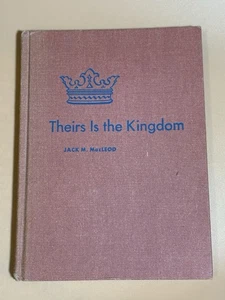 Theirs Is the Kingdom
JACK M. MacLEOD